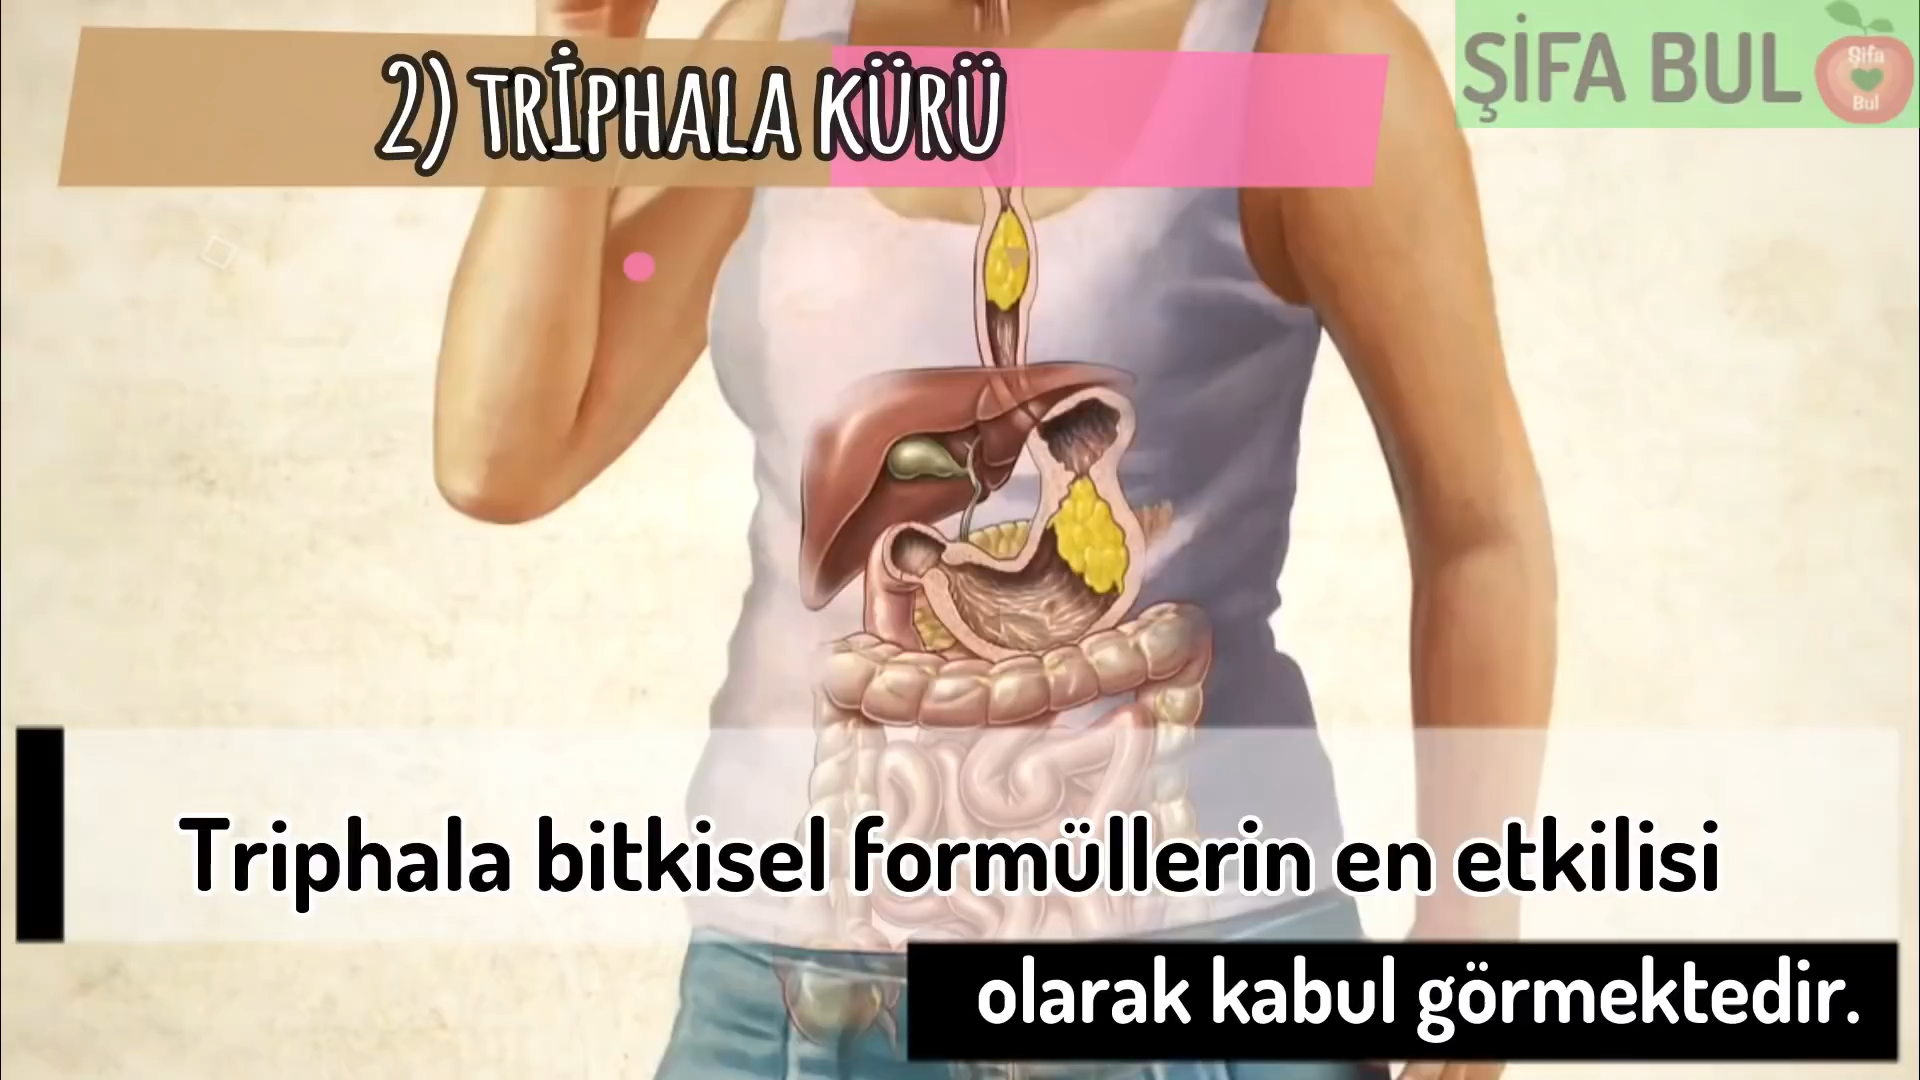 2) TRİPHALA KÜRÜ
ŞİFA BUL
Şifa
Bul
Triphala bitkisel formüllerin en etkilisi
olarak kabul görmektedir.